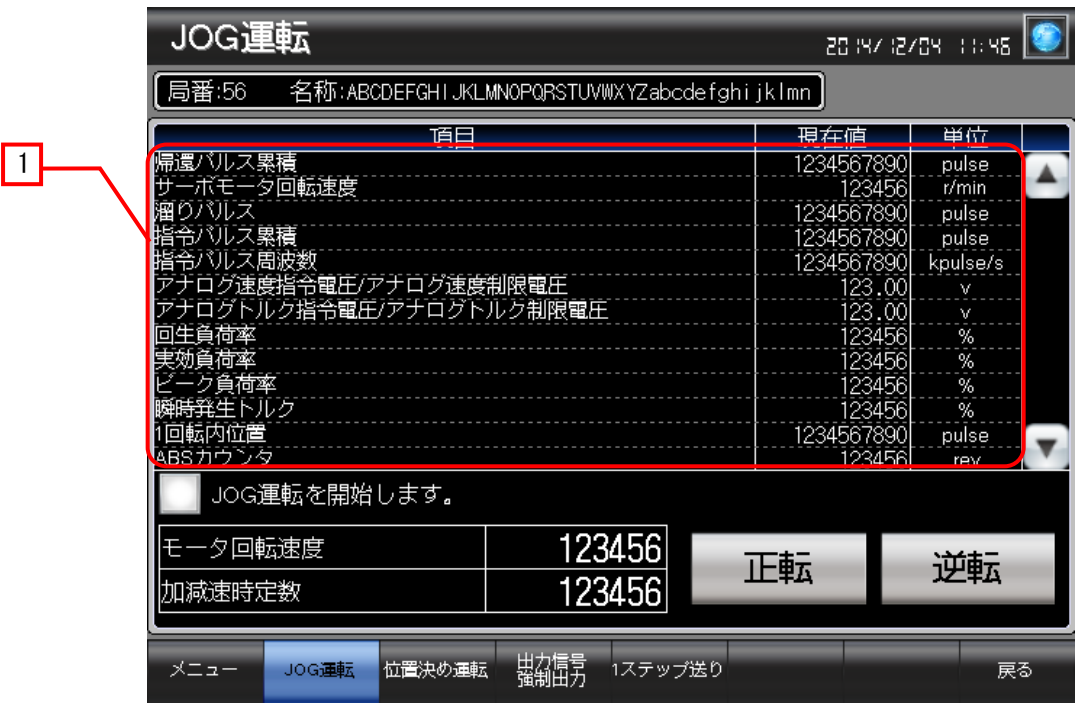 JOG運転
2014/12/04 11:46
局番:56 名称:ABCDEFGHIJKLMNOPQRSTUVWXYZabcdefghijklmn
1
項目 現在値 単位
帰還パルス累積 1234567890 pulse
サーボモータ回転速度 123456 r/min
溜りパルス 1234567890 pulse
指令パルス累積 1234567890 pulse
指令パルス周波数 1234567890 kpulse/s
アナログ速度指令電圧/アナログ速度制限電圧 123.00 V
アナログトルク指令電圧/アナログトルク制限電圧 123.00 V
回生負荷率 123456 %
実効負荷率 123456 %
ピーク負荷率 123456 %
瞬時発生トルク 123456 %
1回転内位置 1234567890 pulse
ABSカウンタ 123456 rev
JOG運転を開始します。
モータ回転速度 123456
加減速時定数 123456
正転 逆転
メニュー JOG運転 位置決め運転 出力信号 1ステップ送り 戻る
強制出力